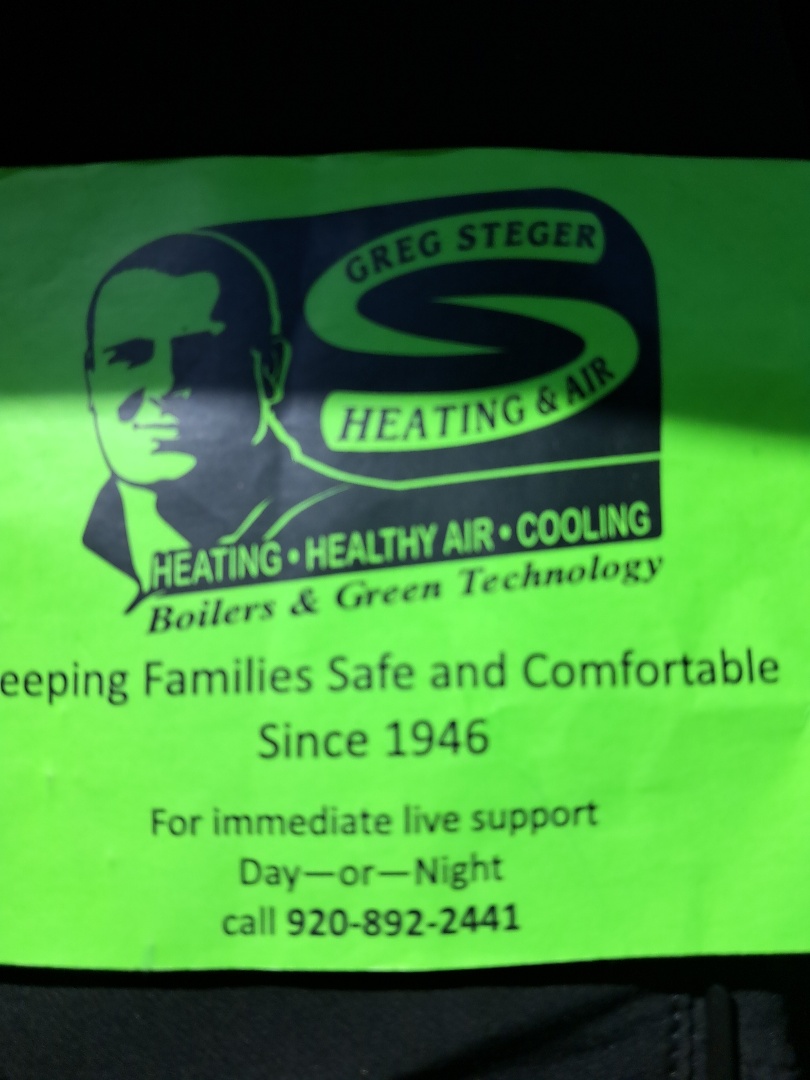 GREG STEGER
HEATING & AIR
HEATING • HEALTHY AIR • COOLING
Boilers & Green Technology
eeping Families Safe and Comfortable
Since 1946
For immediate live support
Day—or—Night
call 920-892-2441